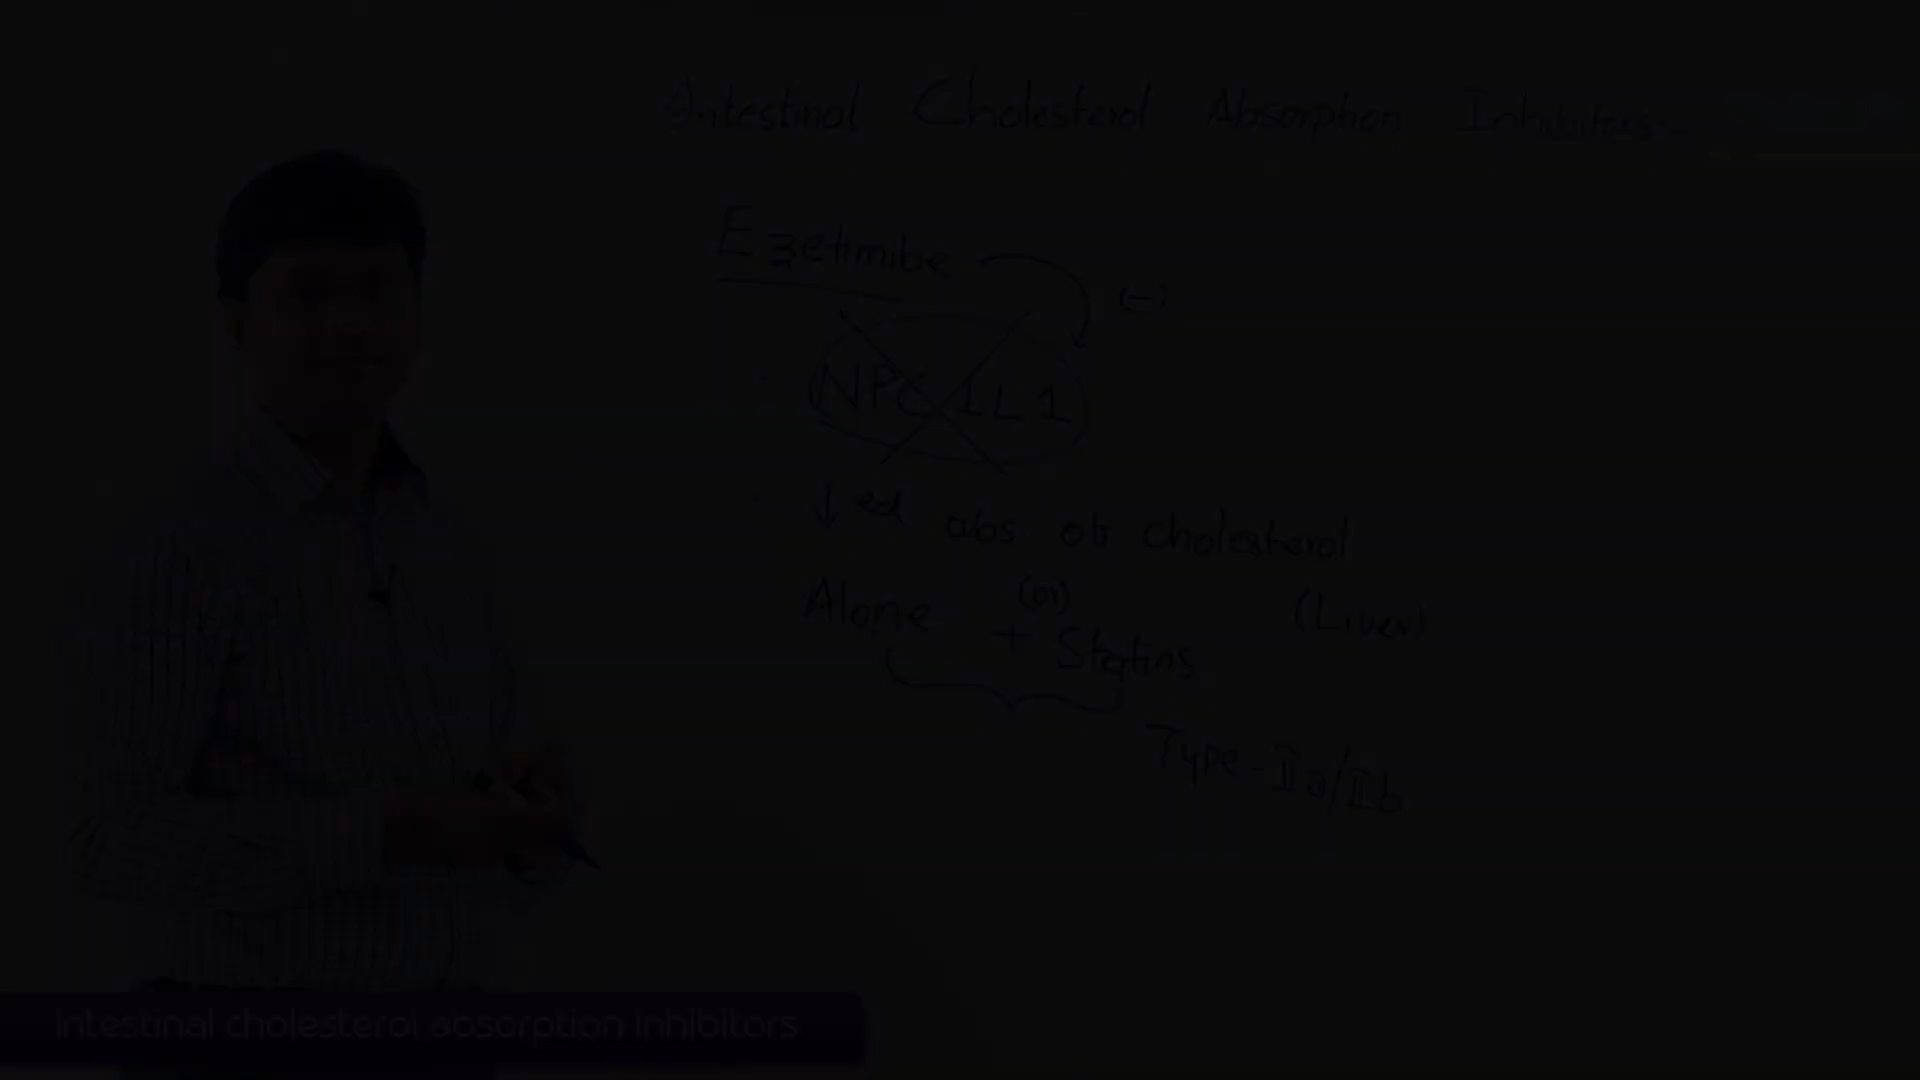 Intestinal Cholesterol Absorption Inhibitors:-
Ezetimibe
(-)
NPC1L1
↓ed abs of cholesterol
Alone (or) + Statins
(Liver)
Type-IIa/IIb
Intestinal cholesterol absorption inhibitors